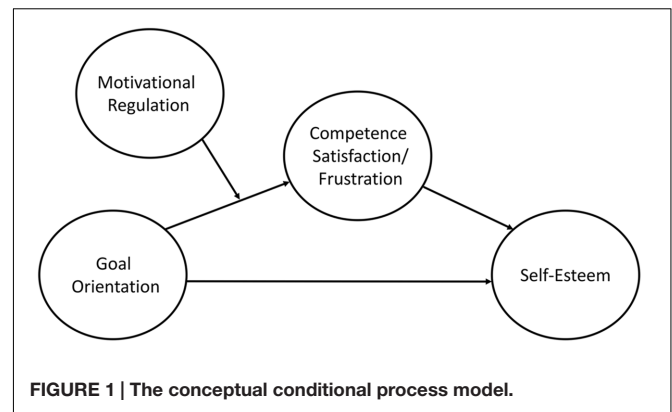 Motivational
Regulation
Competence
Satisfaction/
Frustration
Goal
Orientation
Self-Esteem
FIGURE 1 | The conceptual conditional process model.